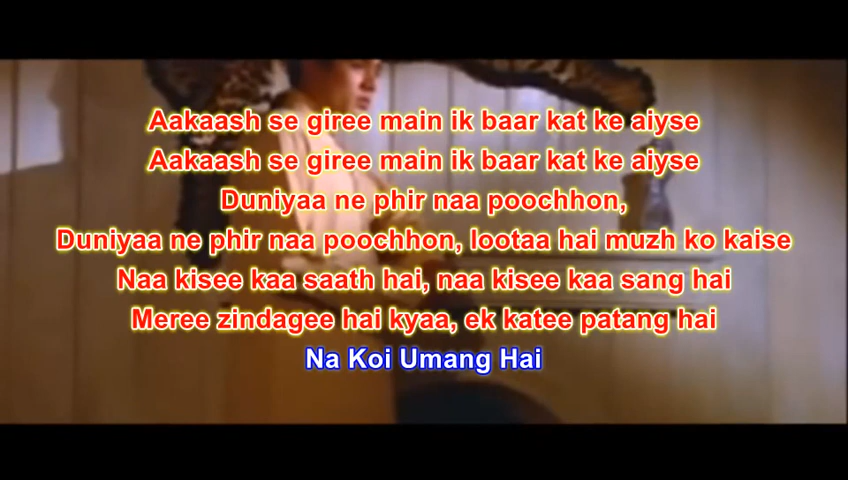 Aakaash se giree main ik baar kat ke aiyse
Aakaash se giree main ik baar kat ke aiyse
Duniyaa ne phir naa poochhon,
Duniyaa ne phir naa poochhon, lootaa hai muzh ko kaise
Naa kisee kaa saath hai, naa kisee kaa sang hai
Meree zindagee hai kyaa, ek katee patang hai
Na Koi Umang Hai